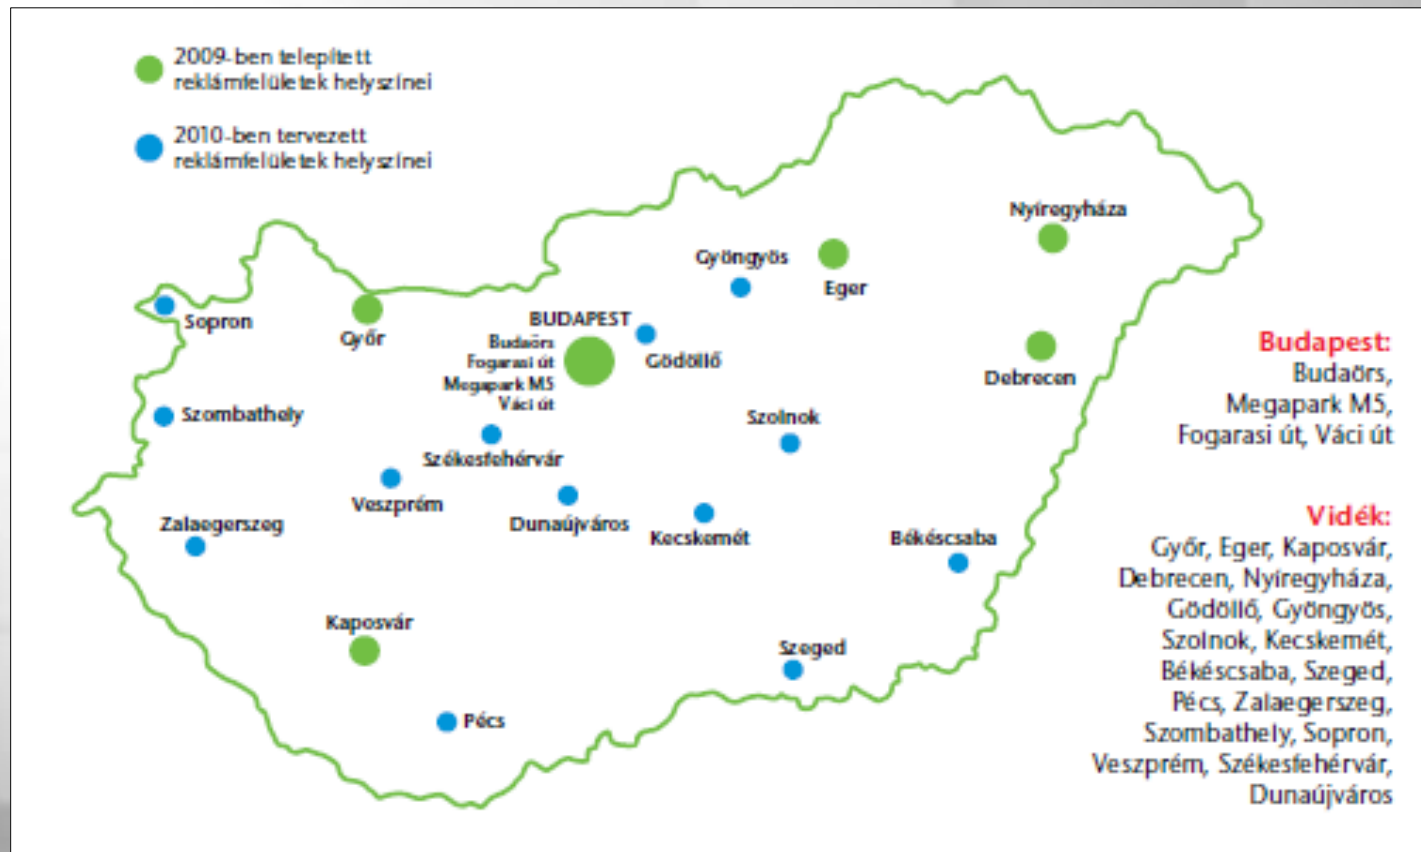 2009-ben telepített
reklámfelületek helyszínei
2010-ben tervezett
reklámfelületek helyszínei
Nyíregyháza
Gyöngyös
Eger
Sopron
Győr
BUDAPEST
Budaörs
Fogarasi út
Megapark M5
Váci út
Gödöllő
Debrecen
Szombathely
Szolnok
Székesfehérvár
Veszprém
Zalaegerszeg
Dunaújváros
Kecskemét
Békéscsaba
Kaposvár
Szeged
Pécs
Budapest:
Budaörs,
Megapark M5,
Fogarasi út, Váci út
Vidék:
Győr, Eger, Kaposvár,
Debrecen, Nyíregyháza,
Gödöllő, Gyöngyös,
Szolnok, Kecskemét,
Békéscsaba, Szeged,
Pécs, Zalaegerszeg,
Szombathely, Sopron,
Veszprém, Székesfehérvár,
Dunaújváros